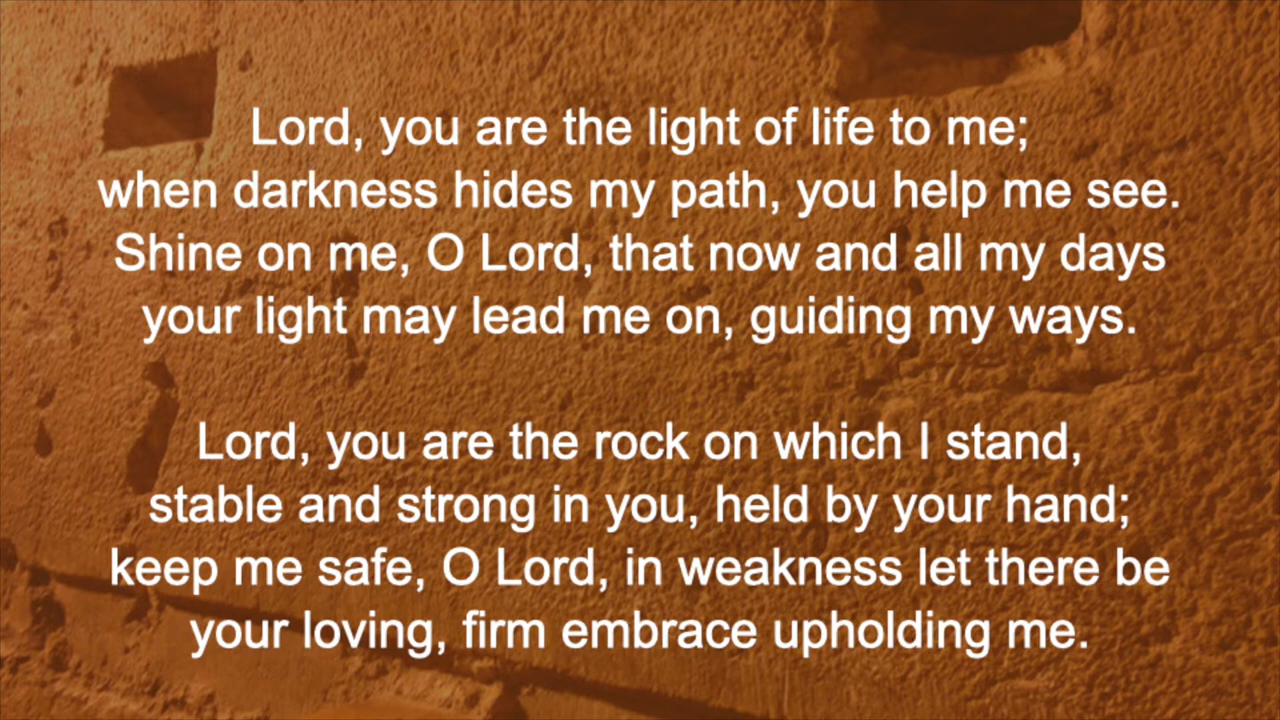 Lord, you are the light of life to me;
when darkness hides my path, you help me see.
Shine on me, O Lord, that now and all my days
your light may lead me on, guiding my ways.
Lord, you are the rock on which I stand,
stable and strong in you, held by your hand;
keep me safe, O Lord, in weakness let there be
your loving, firm embrace upholding me.